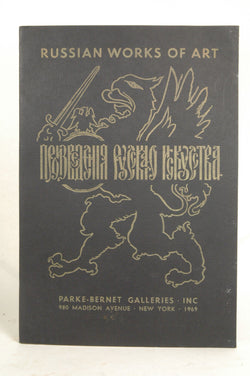 RUSSIAN WORKS OF ART
PARKE-BERNET GALLERIES · INC
980 MADISON AVENUE · NEW YORK · 1969